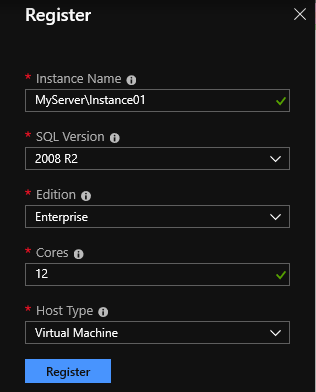 Register
* Instance Name
MyServer\Instance01
* SQL Version
2008 R2
* Edition
Enterprise
* Cores
12
* Host Type
Virtual Machine
Register